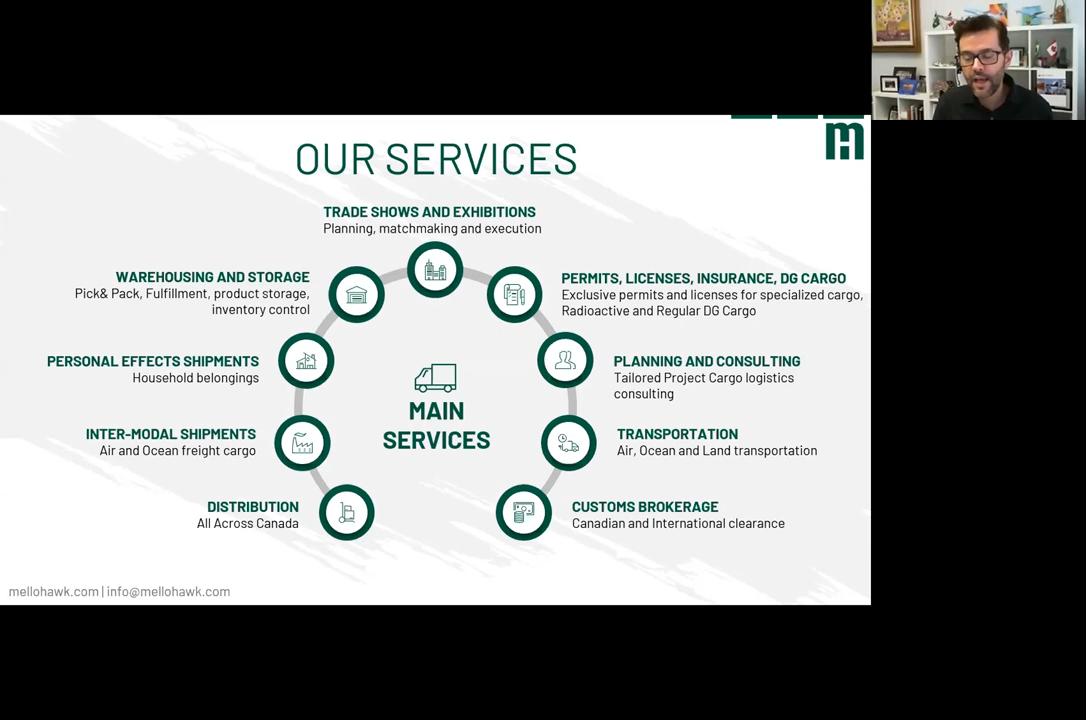 OUR SERVICES
TRADE SHOWS AND EXHIBITIONS
Planning, matchmaking and execution
WAREHOUSING AND STORAGE
Pick& Pack, Fulfillment, product storage,
inventory control
PERMITS, LICENSES, INSURANCE, DG CARGO
Exclusive permits and licenses for specialized cargo,
Radioactive and Regular DG Cargo
PERSONAL EFFECTS SHIPMENTS
Household belongings
PLANNING AND CONSULTING
Tailored Project Cargo logistics
consulting
MAIN
SERVICES
INTER-MODAL SHIPMENTS
Air and Ocean freight cargo
TRANSPORTATION
Air, Ocean and Land transportation
DISTRIBUTION
All Across Canada
CUSTOMS BROKERAGE
Canadian and International clearance
mellohawk.com | info@mellohawk.com